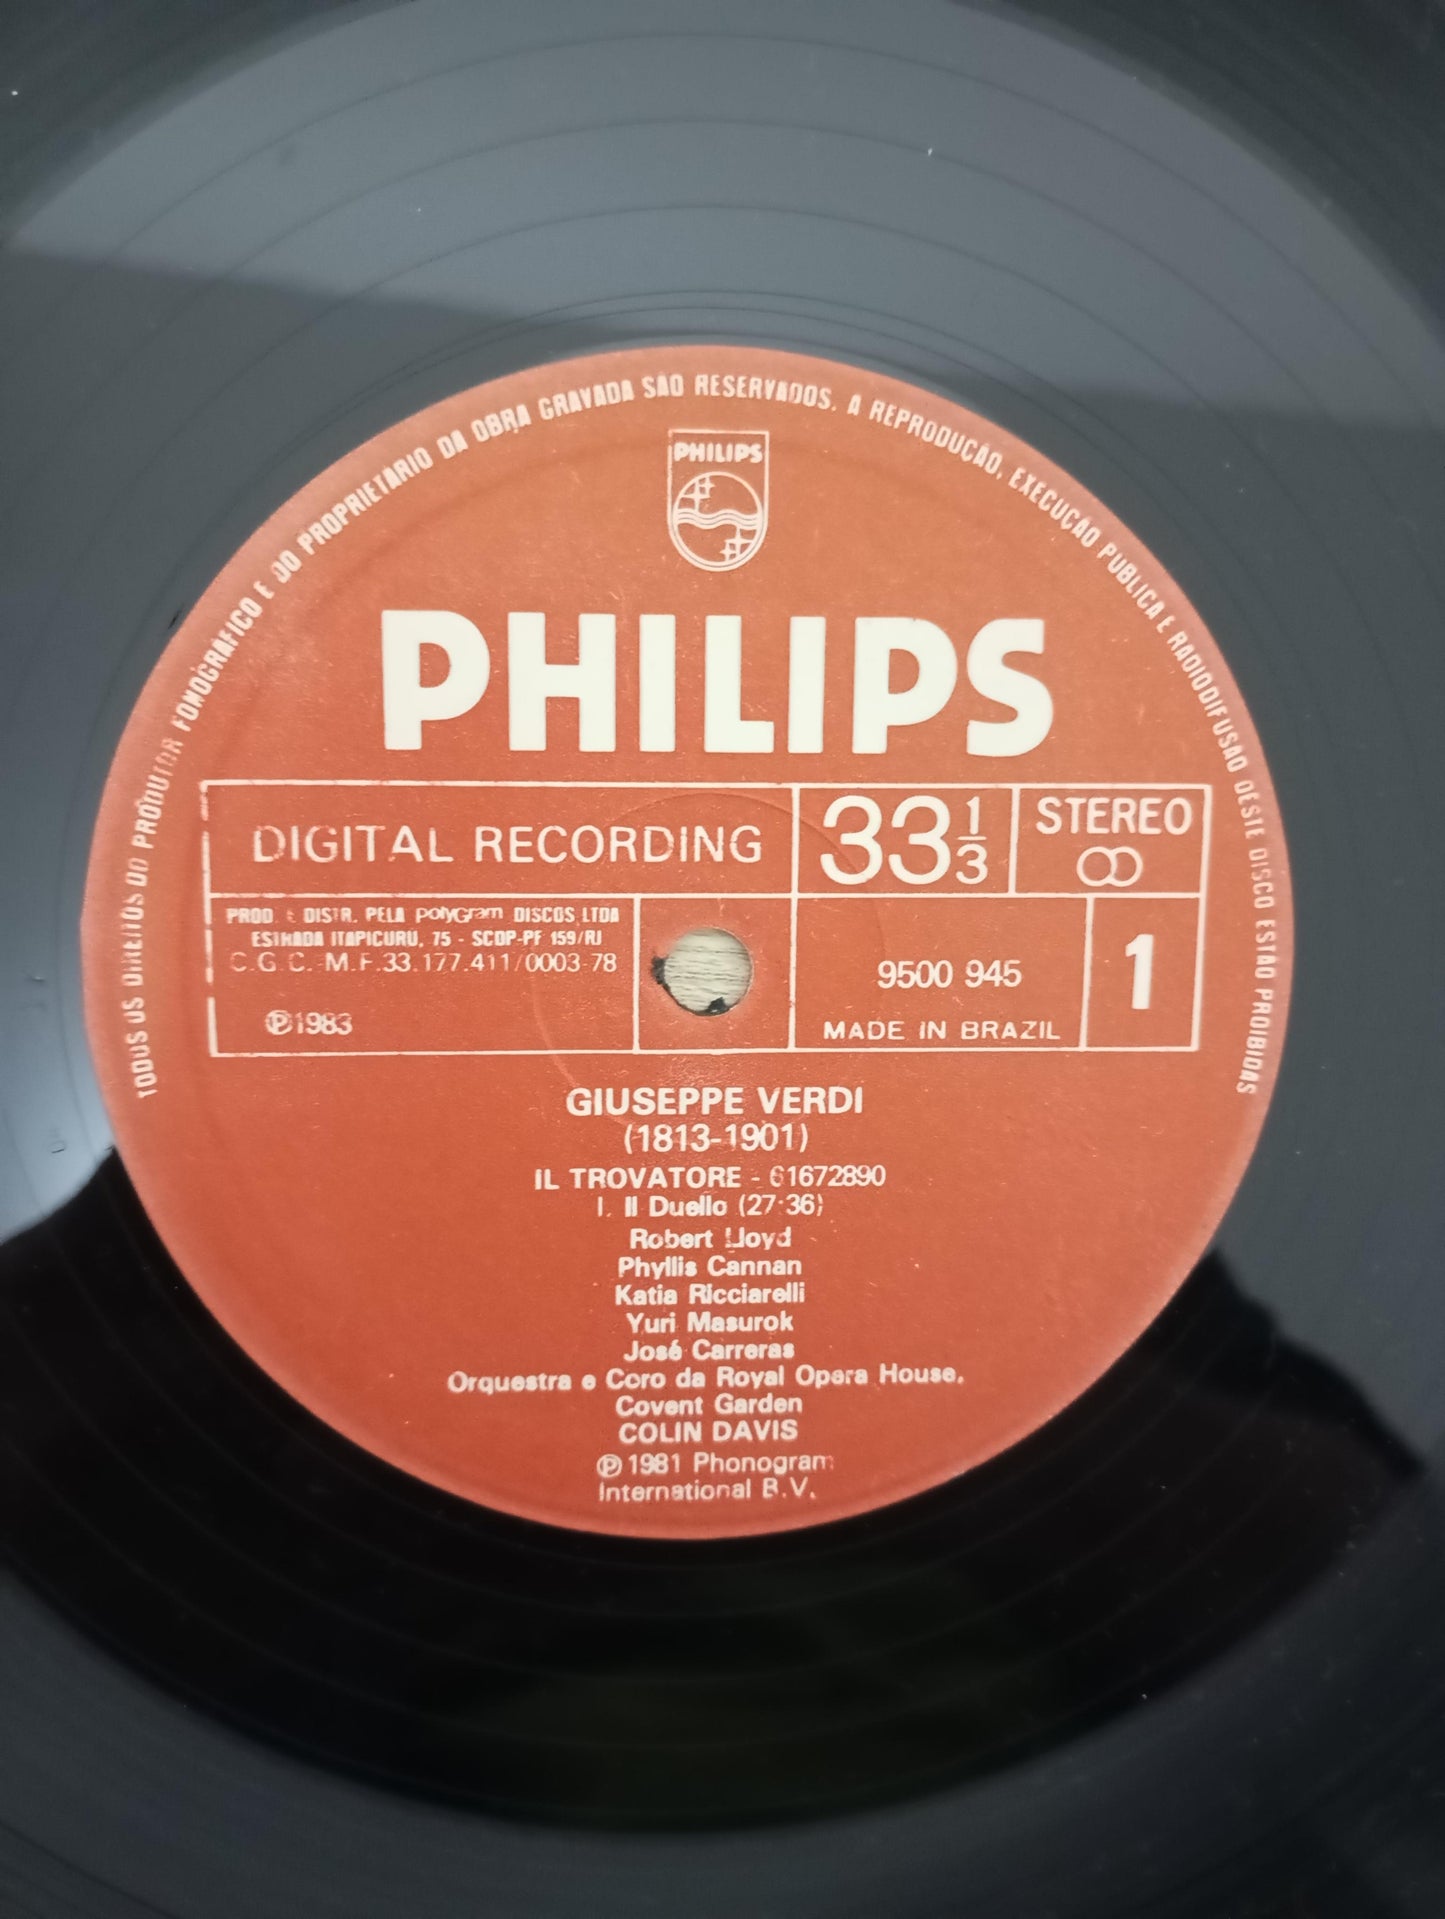 TODOS OS DIREITOS DO PRODUTOR FONOGRÁFICO E DO PROPRIETARIO DA OBRA GRAVADA SÃO RESERVADOS. A REPRODUÇÃO, EXECUÇÃO PUBLICA E RADIODIFUSÃO DESTE DISCO ESTÃO PROIBIDAS
PHILIPS
PHILIPS
DIGITAL RECORDING
33 1/3
STEREO
PROD. E DISTR. PELA PolyGram DISCOS LTDA
ESTRADA ITAPICURU, 75 - SCDP-PF 159/RJ
C.G.C.-M.F.33.177.411/0003-78
℗1983
9500 945
MADE IN BRAZIL
1
GIUSEPPE VERDI
(1813-1901)
IL TROVATORE - 61672890
I. Il Duello (27:36)
Robert Lloyd
Phyllis Cannan
Katia Ricciarelli
Yuri Masurok
José Carreras
Orquestra e Coro da Royal Opera House,
Covent Garden
COLIN DAVIS
℗ 1981 Phonogram
International B.V.